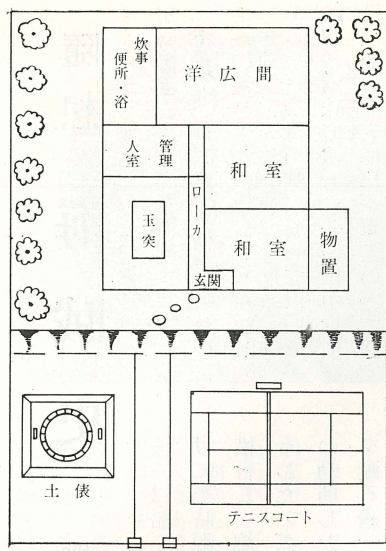 炊事
便所・浴
洋広間
管理
人室
和室
ローカ
玉突
和室
物置
玄関
土俵
テニスコート